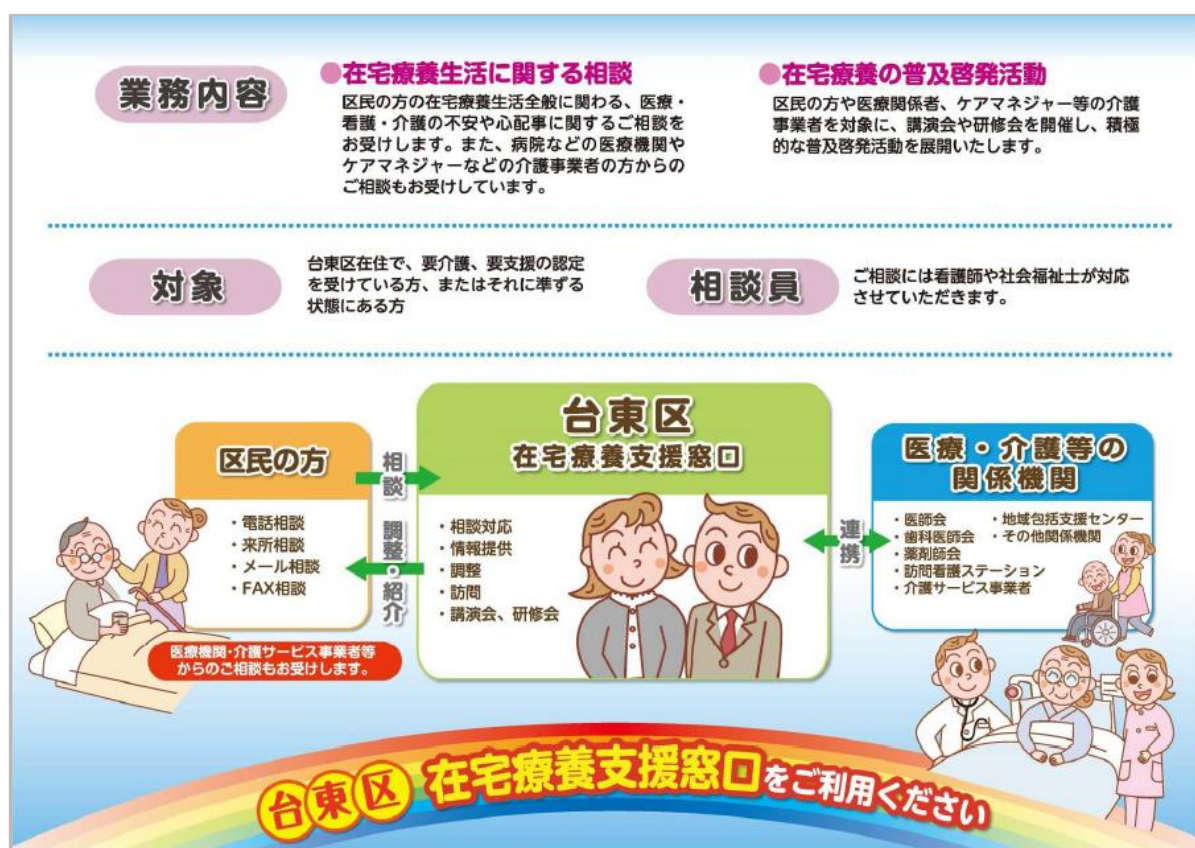 業務内容
●在宅療養生活に関する相談
区民の方の在宅療養生活全般に関わる、医療・
看護・介護の不安や心配事に関するご相談を
お受けします。また、病院などの医療機関や
ケアマネジャーなどの介護事業者の方からの
ご相談もお受けしています。
●在宅療養の普及啓発活動
区民の方や医療関係者、ケアマネジャー等の介護
事業者を対象に、講演会や研修会を開催し、積極
的な普及啓発活動を展開いたします。
対象
台東区在住で、要介護、要支援の認定
を受けている方、またはそれに準ずる
状態にある方
相談員
ご相談には看護師や社会福祉士が対応
させていただきます。
区民の方
・電話相談
・来所相談
・メール相談
・FAX相談
医療機関・介護サービス事業者等
からのご相談もお受けします。
相談
調整・紹介
台東区
在宅療養支援窓口
・相談対応
・情報提供
・調整
・訪問
・講演会、研修会
連携
医療・介護等の
関係機関
・医師会
・歯科医師会
・薬剤師会
・訪問看護ステーション
・介護サービス事業者
・地域包括支援センター
・その他関係機関
台東区 在宅療養支援窓口をご利用ください